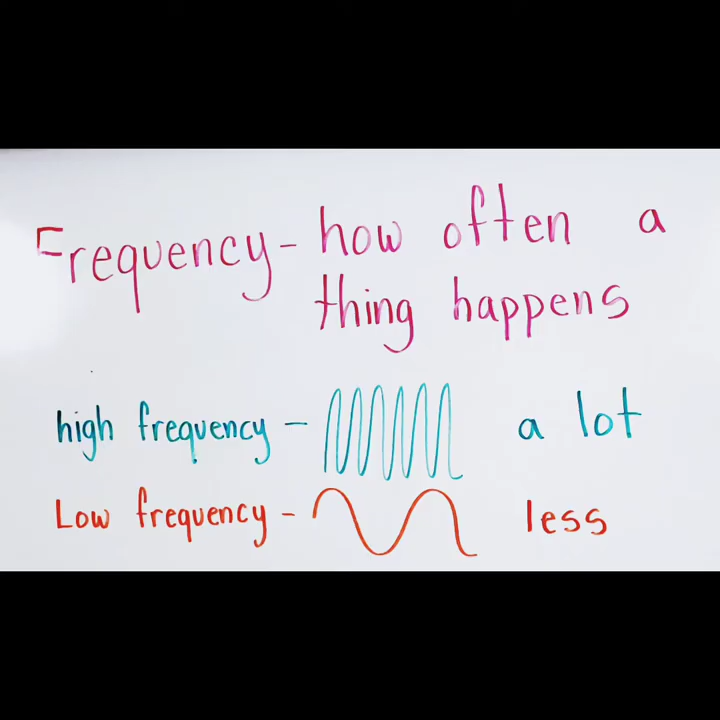 Frequency - how often a
thing happens
high frequency - a lot
Low frequency - less